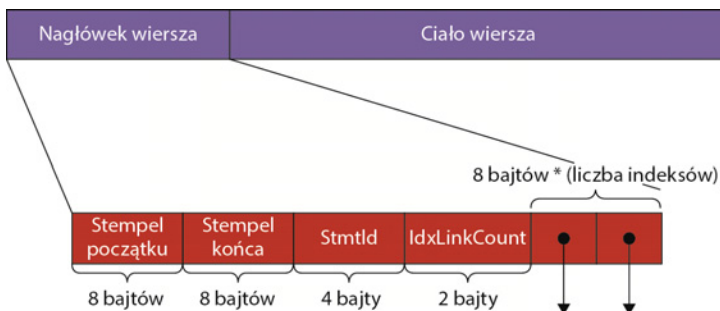 Nagłówek wiersza
Ciało wiersza
8 bajtów * (liczba indeksów)
Stempel
początku
Stempel
końca
StmtId
IdxLinkCount
8 bajtów
8 bajtów
4 bajty
2 bajty